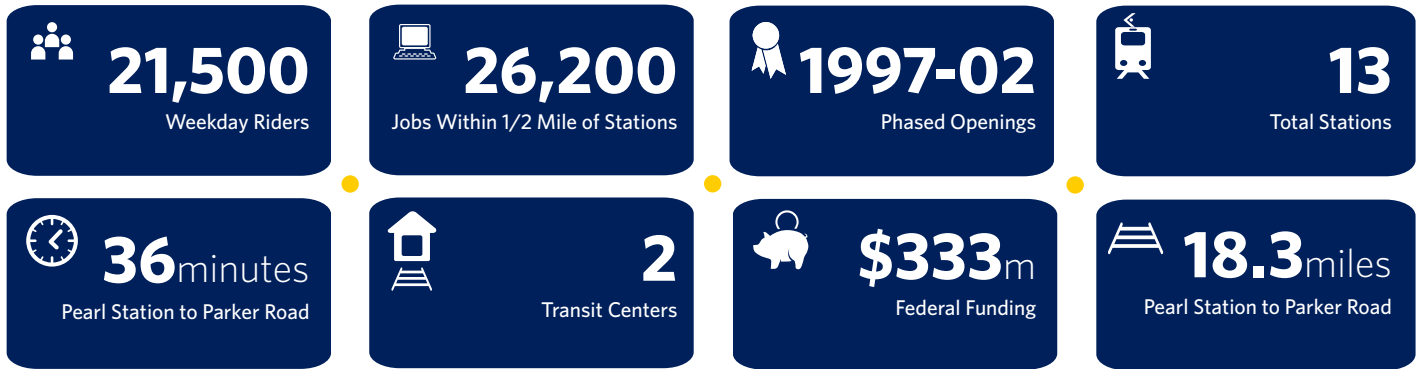 21,500
Weekday Riders
26,200
Jobs Within 1/2 Mile of Stations
1997-02
Phased Openings
13
Total Stations
36minutes
Pearl Station to Parker Road
2
Transit Centers
$333m
Federal Funding
18.3miles
Pearl Station to Parker Road